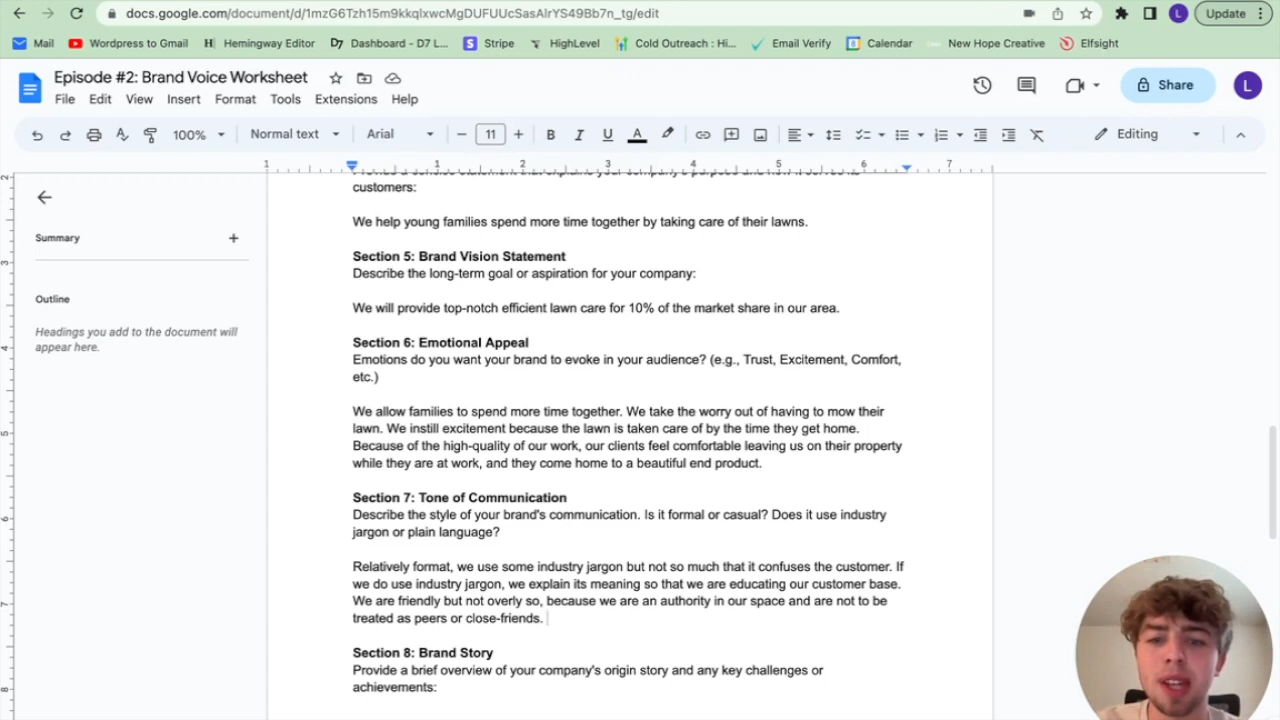 docs.google.com/document/d/1mzG6Tzh15m9kkqlxwcMgDUFUUcSasAlrYS49Bb7n_tg/edit
Update
Mail
Wordpress to Gmail
Hemingway Editor
Dashboard - D7 L...
Stripe
HighLevel
Cold Outreach : Hi...
Email Verify
Calendar
New Hope Creative
Elfsight
Episode #2: Brand Voice Worksheet
File Edit View Insert Format Tools Extensions Help
Share
L
100% Normal text Arial 11 Editing
1 1 2 3 4 5 6 7
Summary
Outline
Headings you add to the document will
appear here.
customers:
We help young families spend more time together by taking care of their lawns.
Section 5: Brand Vision Statement
Describe the long-term goal or aspiration for your company:
We will provide top-notch efficient lawn care for 10% of the market share in our area.
Section 6: Emotional Appeal
Emotions do you want your brand to evoke in your audience? (e.g., Trust, Excitement, Comfort,
etc.)
We allow families to spend more time together. We take the worry out of having to mow their
lawn. We instill excitement because the lawn is taken care of by the time they get home.
Because of the high-quality of our work, our clients feel comfortable leaving us on their property
while they are at work, and they come home to a beautiful end product.
Section 7: Tone of Communication
Describe the style of your brand's communication. Is it formal or casual? Does it use industry
jargon or plain language?
Relatively format, we use some industry jargon but not so much that it confuses the customer. If
we do use industry jargon, we explain its meaning so that we are educating our customer base.
We are friendly but not overly so, because we are an authority in our space and are not to be
treated as peers or close-friends.
Section 8: Brand Story
Provide a brief overview of your company's origin story and any key challenges or
achievements: